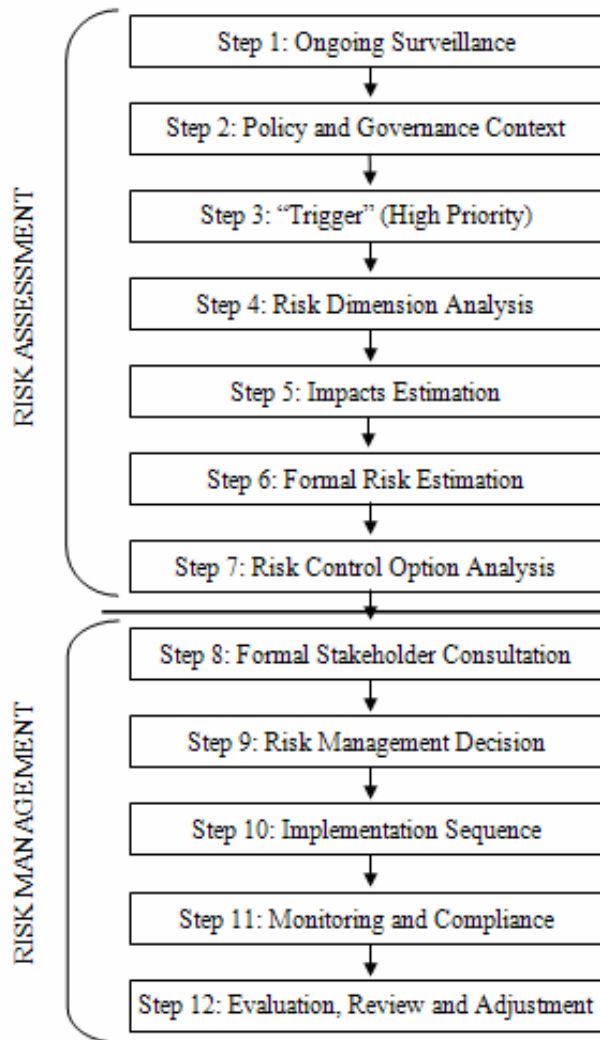 RISK ASSESSMENT
Step 1: Ongoing Surveillance
Step 2: Policy and Governance Context
Step 3: “Trigger” (High Priority)
Step 4: Risk Dimension Analysis
Step 5: Impacts Estimation
Step 6: Formal Risk Estimation
Step 7: Risk Control Option Analysis
RISK MANAGEMENT
Step 8: Formal Stakeholder Consultation
Step 9: Risk Management Decision
Step 10: Implementation Sequence
Step 11: Monitoring and Compliance
Step 12: Evaluation, Review and Adjustment